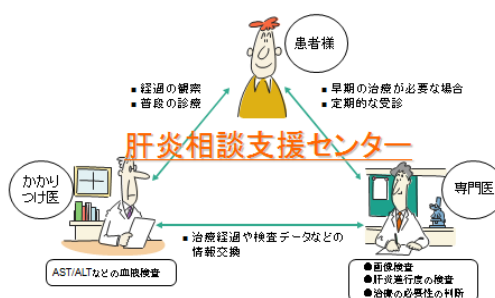 患者様
■ 経過の観察
■ 普段の診療
■ 早期の治療が必要な場合
■ 定期的な受診
肝炎相談支援センター
かかり
つけ医
専門医
■ 治療経過や検査データなどの
情報交換
AST/ALTなどの血液検査
●画像検査
●肝炎進行度の検査
●治療の必要性の判断